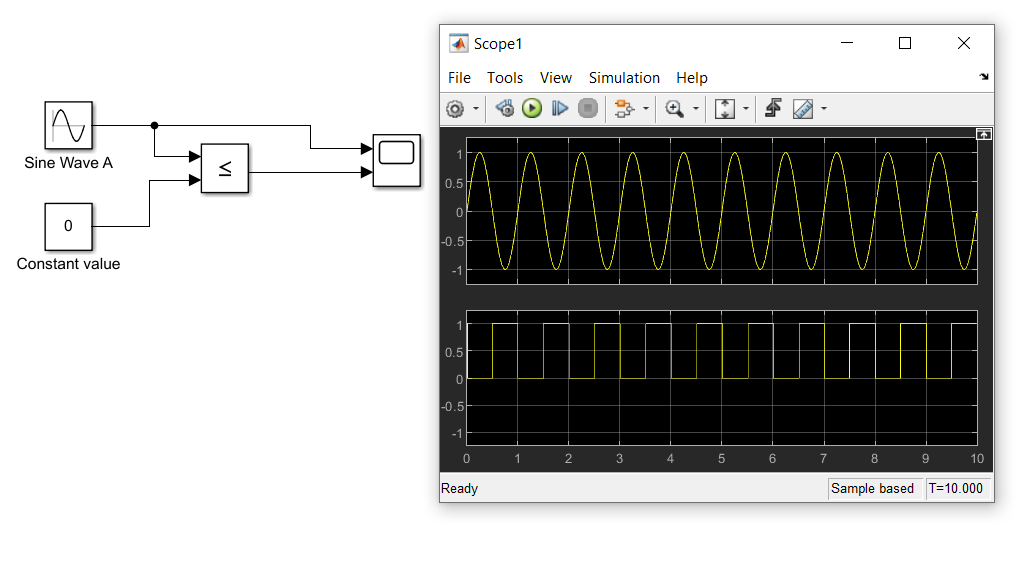 Scope1
File Tools View Simulation Help
Sine Wave A
≤
0
Constant value
1
0.5
0
-0.5
-1
1
0.5
0
-0.5
-1
0 1 2 3 4 5 6 7 8 9 10
Ready Sample based T=10.000